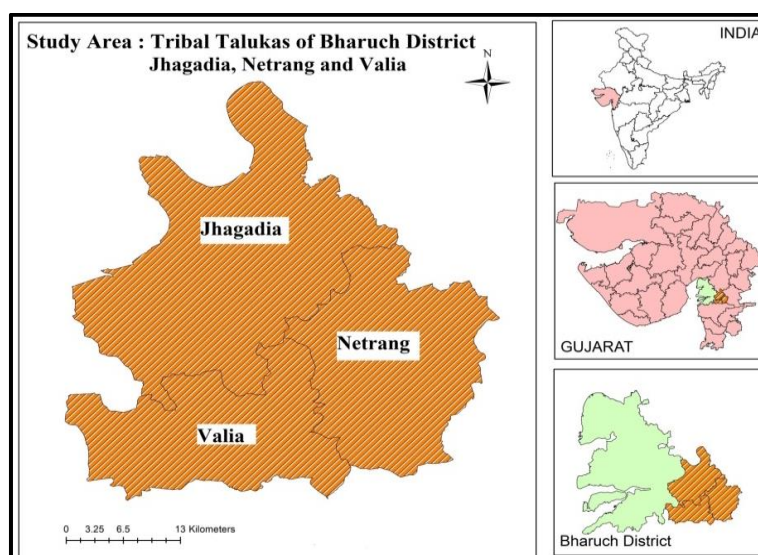 Study Area : Tribal Talukas of Bharuch District
Jhagadia, Netrang and Valia
N
Jhagadia
Netrang
Valia
0 3.25 6.5 13 Kilometers
INDIA
GUJARAT
Bharuch District